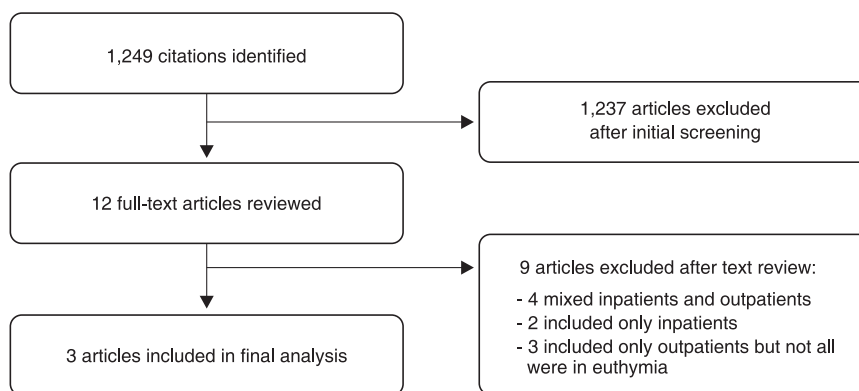 1,249 citations identified
1,237 articles excluded
after initial screening
12 full-text articles reviewed
9 articles excluded after text review:
- 4 mixed inpatients and outpatients
- 2 included only inpatients
- 3 included only outpatients but not all
were in euthymia
3 articles included in final analysis